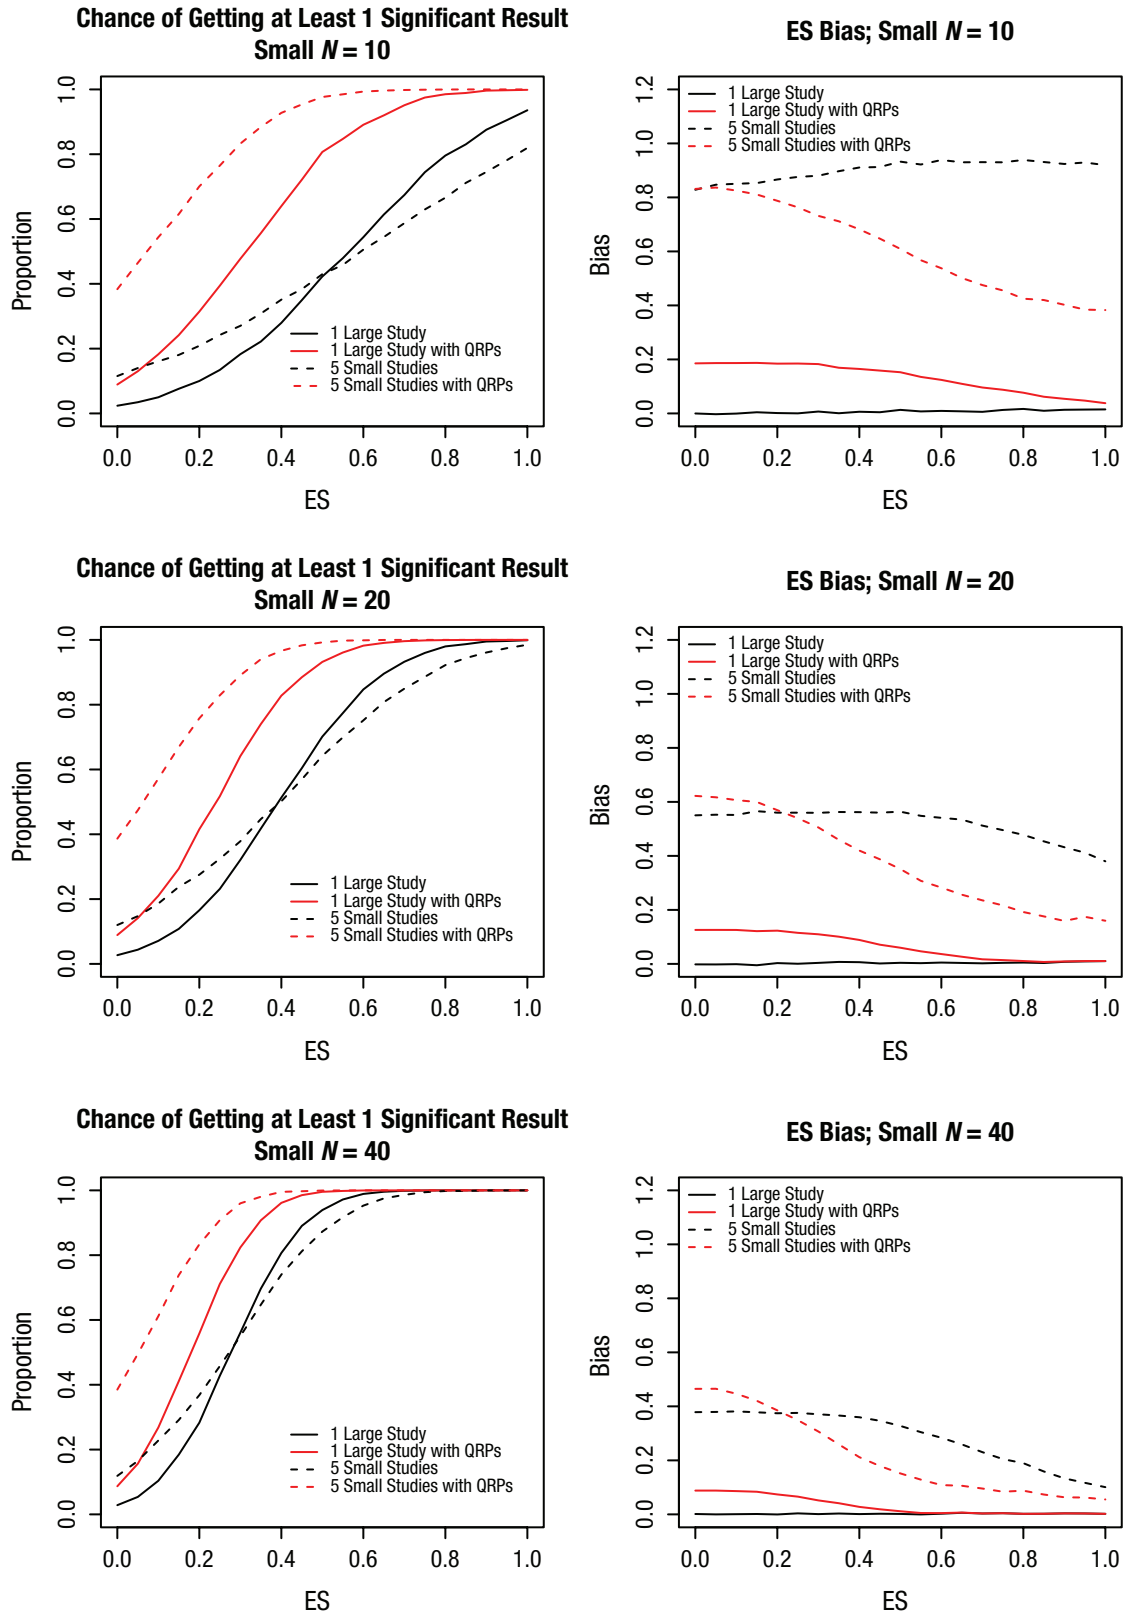 Chance of Getting at Least 1 Significant Result
Small N = 10
Proportion
1.0
0.8
0.6
0.4
0.2
0.0
1 Large Study
1 Large Study with QRPs
5 Small Studies
5 Small Studies with QRPs
0.0 0.2 0.4 0.6 0.8 1.0
ES
ES Bias; Small N = 10
Bias
1.2
1.0
0.8
0.6
0.4
0.2
0.0
1 Large Study
1 Large Study with QRPs
5 Small Studies
5 Small Studies with QRPs
0.0 0.2 0.4 0.6 0.8 1.0
ES
Chance of Getting at Least 1 Significant Result
Small N = 20
Proportion
1.0
0.8
0.6
0.4
0.2
0.0
1 Large Study
1 Large Study with QRPs
5 Small Studies
5 Small Studies with QRPs
0.0 0.2 0.4 0.6 0.8 1.0
ES
ES Bias; Small N = 20
Bias
1.2
1.0
0.8
0.6
0.4
0.2
0.0
1 Large Study
1 Large Study with QRPs
5 Small Studies
5 Small Studies with QRPs
0.0 0.2 0.4 0.6 0.8 1.0
ES
Chance of Getting at Least 1 Significant Result
Small N = 40
Proportion
1.0
0.8
0.6
0.4
0.2
0.0
1 Large Study
1 Large Study with QRPs
5 Small Studies
5 Small Studies with QRPs
0.0 0.2 0.4 0.6 0.8 1.0
ES
ES Bias; Small N = 40
Bias
1.2
1.0
0.8
0.6
0.4
0.2
0.0
1 Large Study
1 Large Study with QRPs
5 Small Studies
5 Small Studies with QRPs
0.0 0.2 0.4 0.6 0.8 1.0
ES